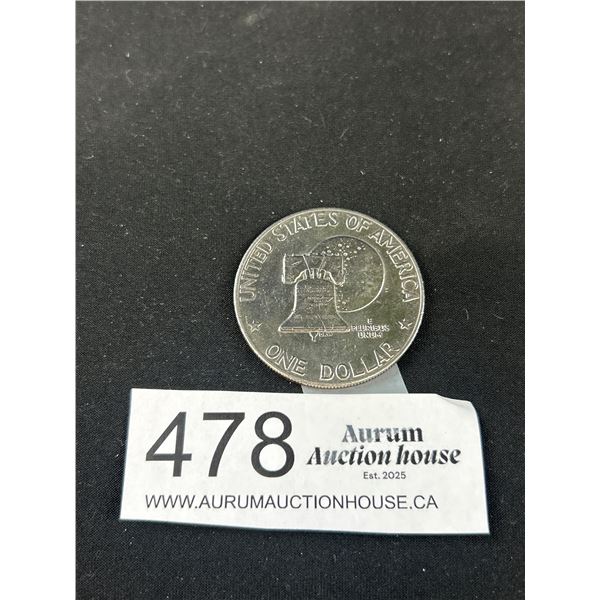 UNITED STATES OF AMERICA
E
PLURIBUS
UNUM
ONE DOLLAR
478
Aurum
Auction house
Est. 2025
WWW.AURUMAUCTIONHOUSE.CA